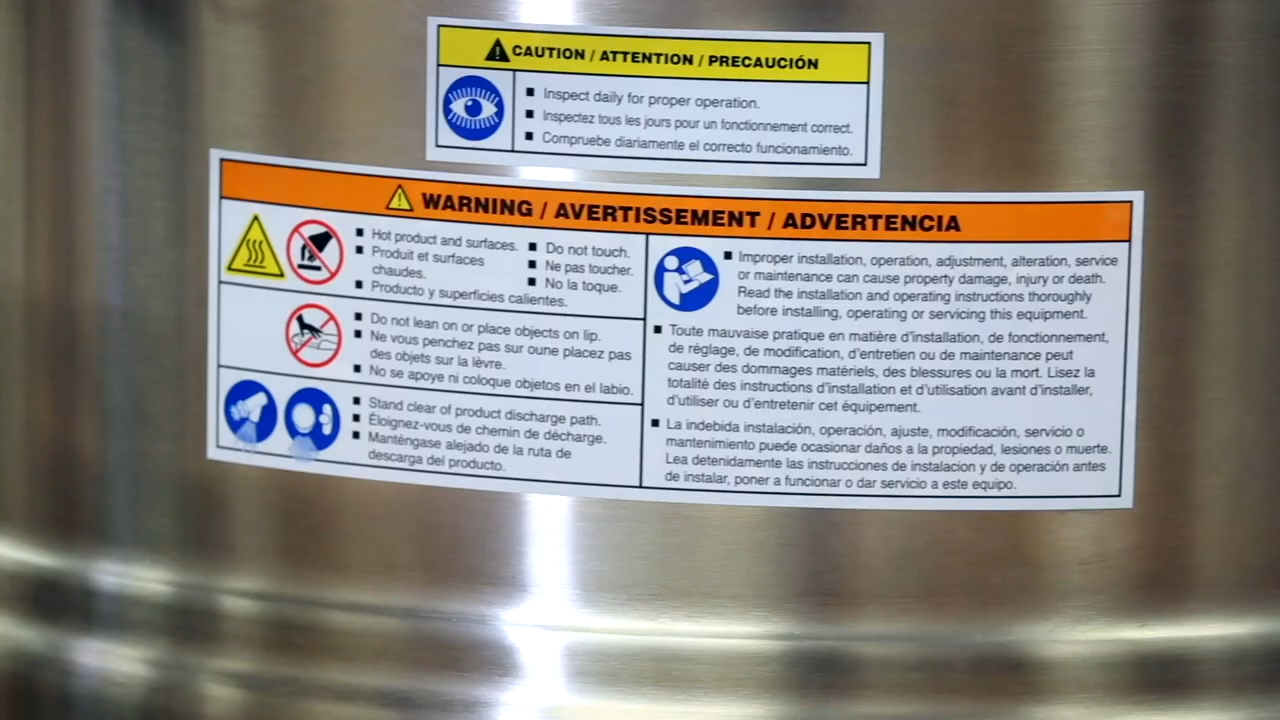 CAUTION / ATTENTION / PRECAUCIÓN
■ Inspect daily for proper operation.
■ Inspectez tous les jours pour un fonctionnement correct.
■ Compruebe diariamente el correcto funcionamiento.
WARNING / AVERTISSEMENT / ADVERTENCIA
■ Hot product and surfaces.
■ Produit et surfaces
chaudes.
■ Producto y superficies calientes.
■ Do not touch.
■ Ne pas toucher.
■ No la toque.
■ Do not lean on or place objects on lip.
■ Ne vous penchez pas sur oune placez pas
des objets sur la lèvre.
■ No se apoye ni coloque objetos en el labio.
■ Stand clear of product discharge path.
■ Éloignez-vous de chemin de décharge.
■ Manténgase alejado de la ruta de
descarga del producto.
■ Improper installation, operation, adjustment, alteration, service
or maintenance can cause property damage, injury or death.
Read the installation and operating instructions thoroughly
before installing, operating or servicing this equipment.
■ Toute mauvaise pratique en matière d'installation, de fonctionnement,
de réglage, de modification, d'entretien ou de maintenance peut
causer des dommages matériels, des blessures ou la mort. Lisez la
totalité des instructions d'installation et d'utilisation avant d'installer,
d'utiliser ou d'entretenir cet équipement.
■ La indebida instalación, operación, ajuste, modificación, servicio o
mantenimiento puede ocasionar daños a la propiedad, lesiones o muerte.
Lea detenidamente las instrucciones de instalacion y de operación antes
de instalar, poner a funcionar o dar servicio a este equipo.